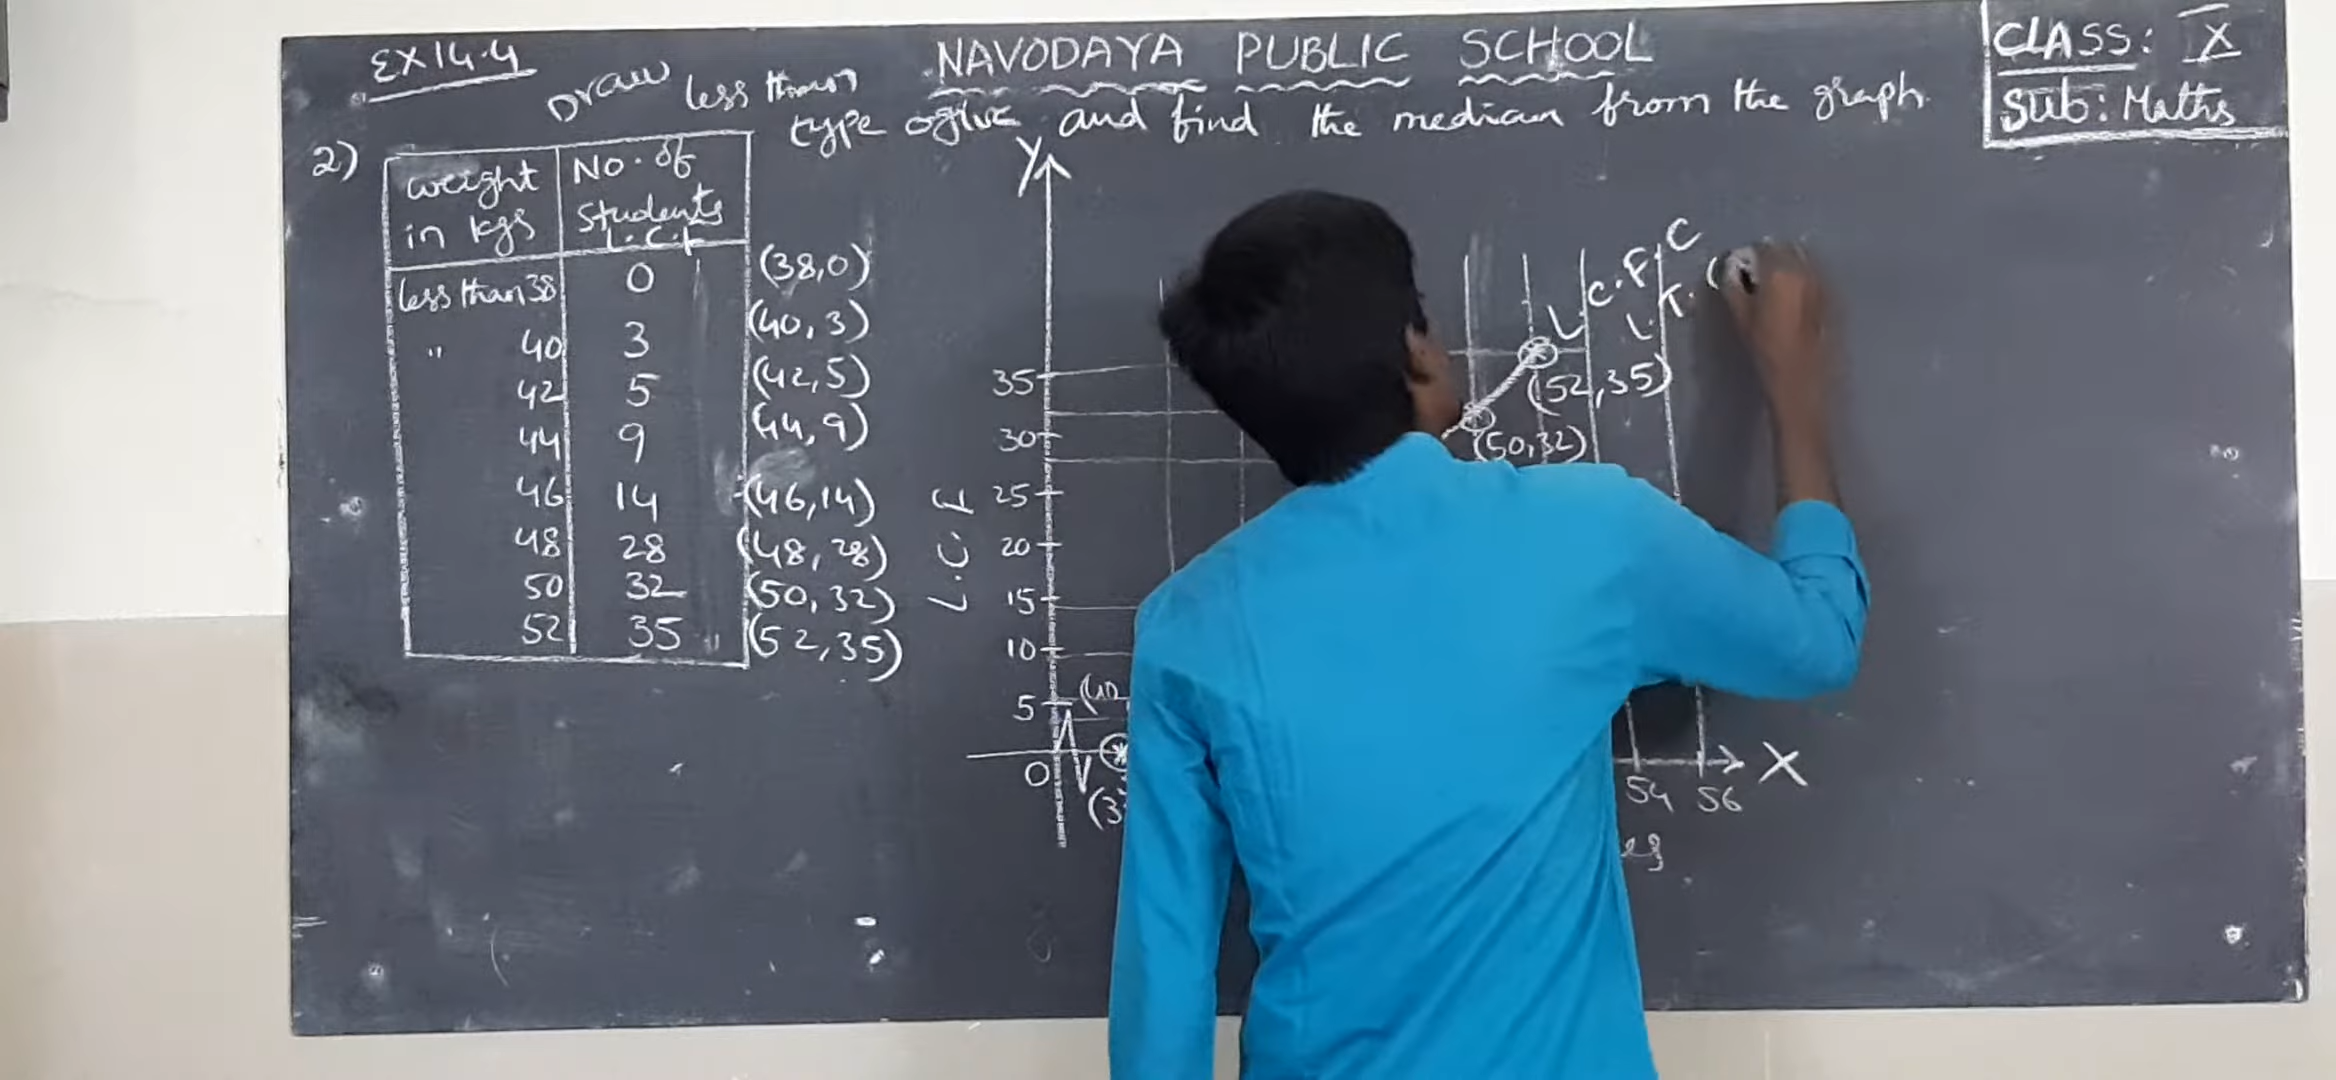 EX 14.4
NAVODAYA PUBLIC SCHOOL
CLASS: X
Sub: Maths
Draw less than type ogive and find the median from the graph
2)
weight in kgs | No. of Students L.C.F
less than 38 | 0 (38,0)
" 40 | 3 (40,3)
42 | 5 (42,5)
44 | 9 (44,9)
46 | 14 (46,14)
48 | 28 (48,28)
50 | 32 (50,32)
52 | 35 (52,35)
Y
35
30
25
20
15
10
5
0
L.C.F
L.C.F.C
(52,35)
(50,32)
54 56 X